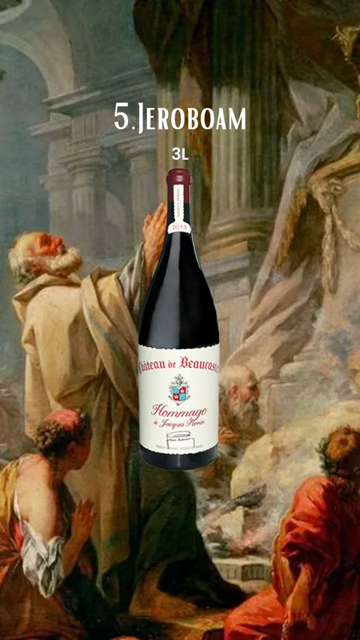 5.JEROBOAM
3L
Château de Beaucastel
Hommage
à Jacques Perrin